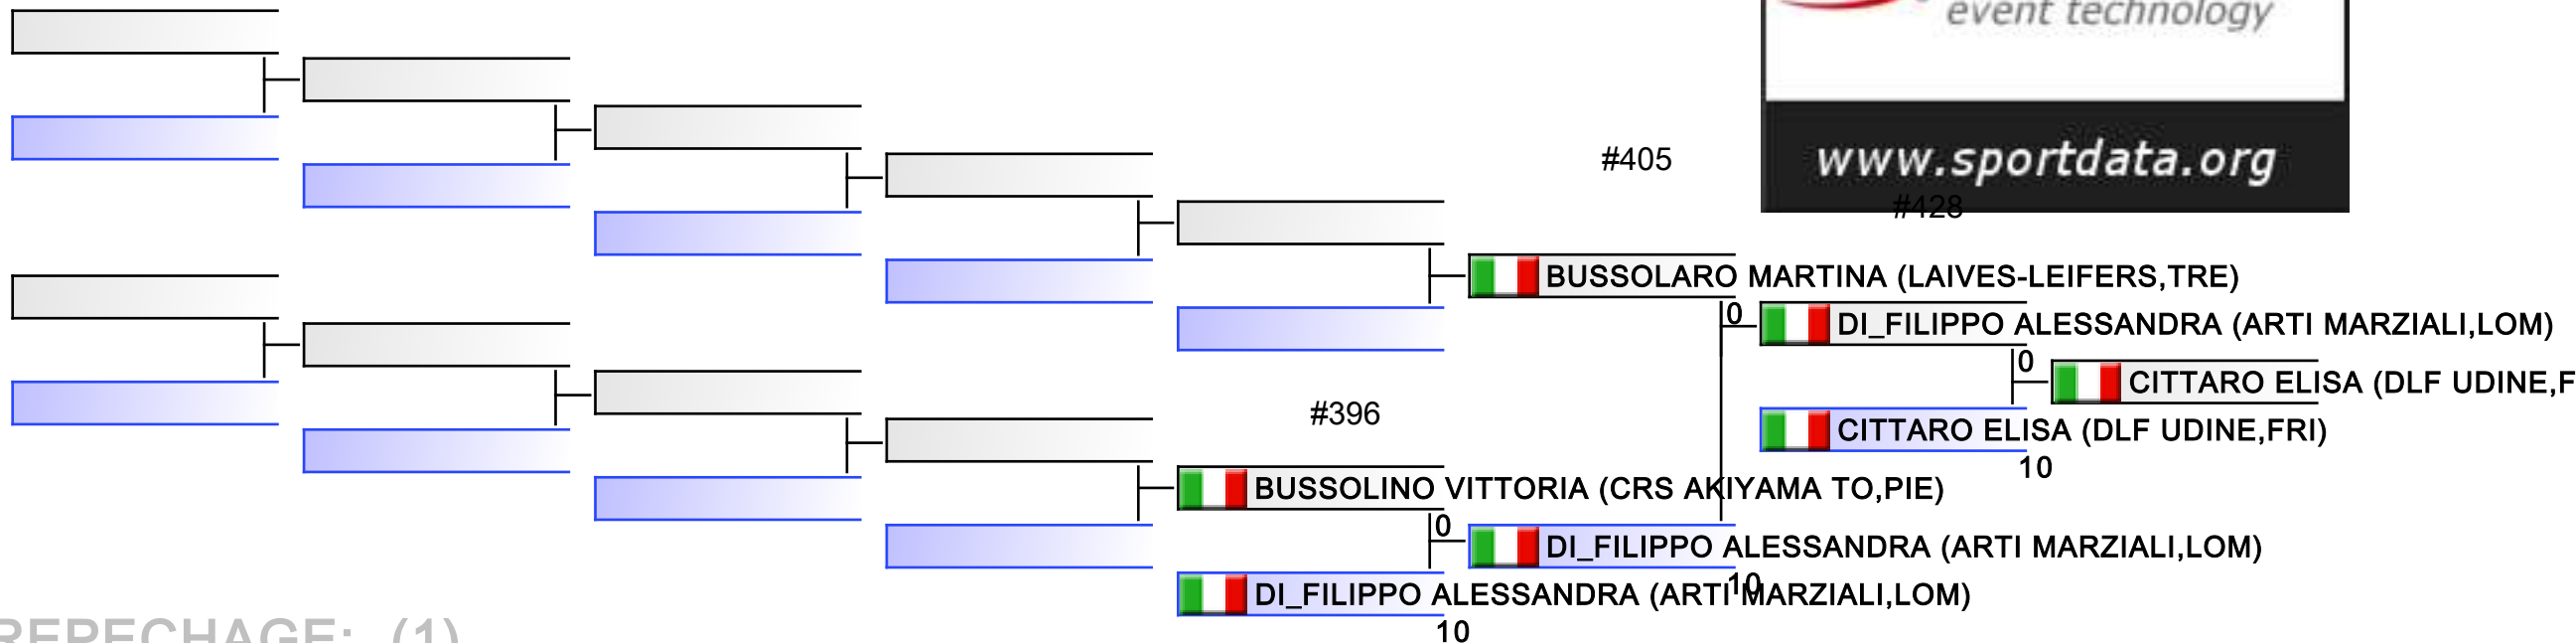 event technology
www.sportdata.org
#405
#428
BUSSOLARO MARTINA (LAIVES-LEIFERS,TRE)
0
DI_FILIPPO ALESSANDRA (ARTI MARZIALI,LOM)
0
CITTARO ELISA (DLF UDINE,F
#396
CITTARO ELISA (DLF UDINE,FRI)
10
BUSSOLINO VITTORIA (CRS AKIYAMA TO,PIE)
0
DI_FILIPPO ALESSANDRA (ARTI MARZIALI,LOM)
10
DI_FILIPPO ALESSANDRA (ARTI MARZIALI,LOM)
10
REPECHAGE: (1)